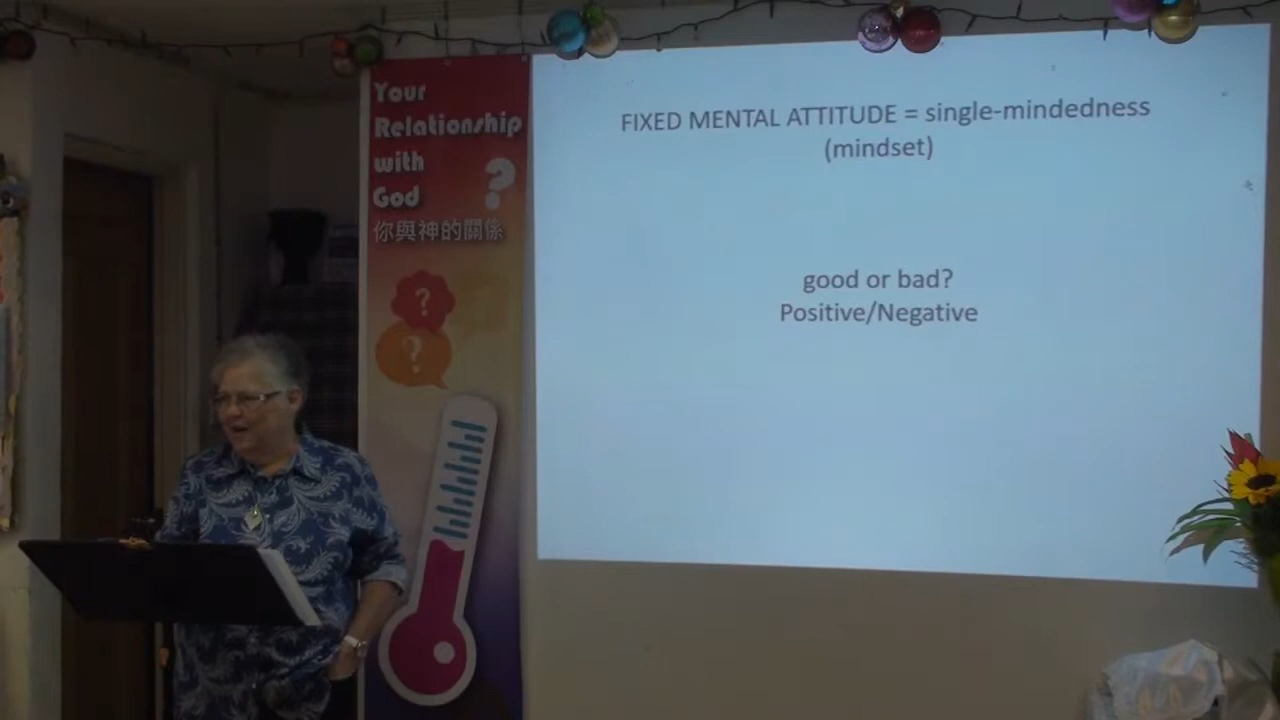 Your
Relationship
with
God
?
你與神的關係
?
?
FIXED MENTAL ATTITUDE = single-mindedness
(mindset)
good or bad?
Positive/Negative